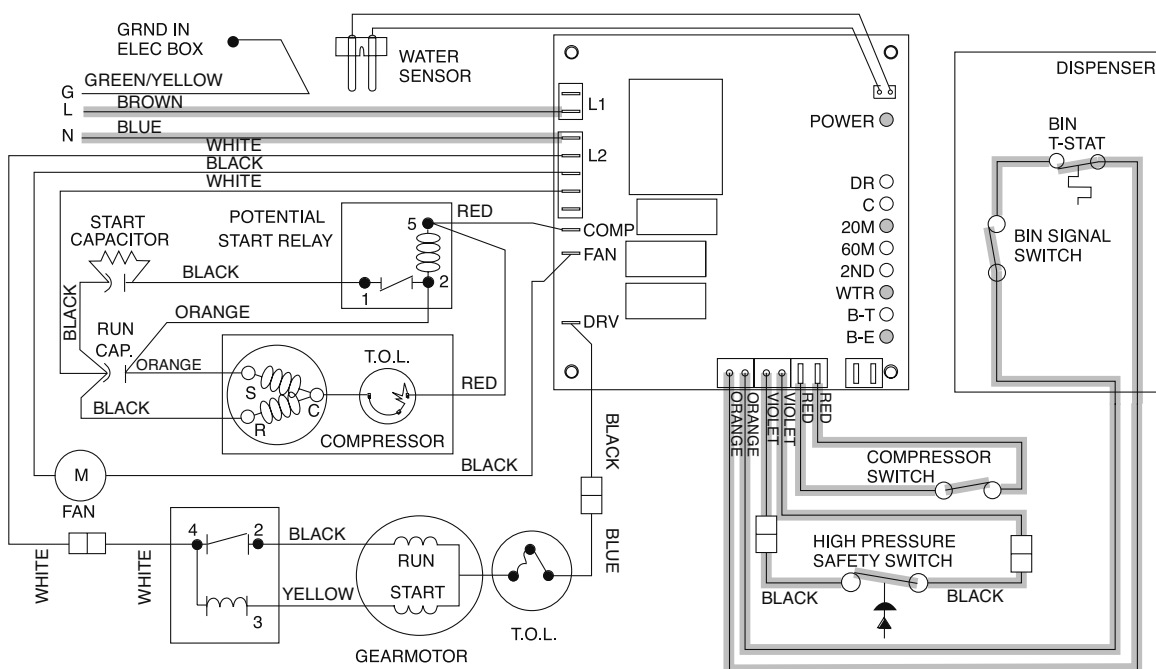 GRND IN
ELEC BOX
WATER
SENSOR
DISPENSER
G
GREEN/YELLOW
L
BROWN
L1
N
BLUE
WHITE
L2
BLACK
WHITE
POWER
BIN
T-STAT
DR
C
20M
60M
2ND
WTR
B-T
B-E
BIN SIGNAL
SWITCH
START
CAPACITOR
POTENTIAL
START RELAY
5
RED
COMP
FAN
BLACK
1
2
ORANGE
DRV
BLACK
RUN
CAP.
ORANGE
T.O.L.
RED
S
C
R
BLACK
COMPRESSOR
ORANGE
ORANGE
VIOLET
VIOLET
RED
RED
BLACK
COMPRESSOR
SWITCH
M
FAN
BLACK
4
2
BLACK
RUN
BLUE
HIGH PRESSURE
SAFETY SWITCH
WHITE
WHITE
YELLOW
START
3
BLACK
BLACK
T.O.L.
GEARMOTOR